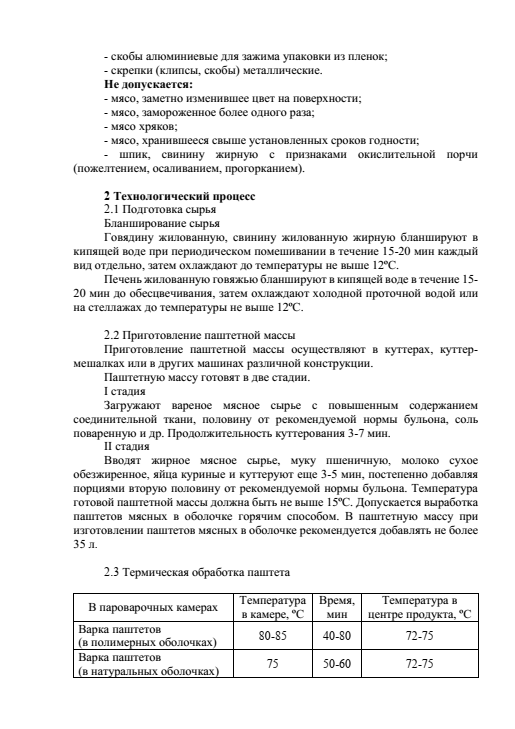 - скобы алюминиевые для зажима упаковки из пленок;
- скрепки (клипсы, скобы) металлические.
Не допускается:
- мясо, заметно изменившее цвет на поверхности;
- мясо, замороженное более одного раза;
- мясо хряков;
- мясо, хранившееся свыше установленных сроков годности;
- шпик, свинину жирную с признаками окислительной порчи
(пожелтением, осаливанием, прогорканием).
2 Технологический процесс
2.1 Подготовка сырья
Бланширование сырья
Говядину жилованную, свинину жилованную жирную бланшируют в
кипящей воде при периодическом помешивании в течение 15-20 мин каждый
вид отдельно, затем охлаждают до температуры не выше 12ºС.
Печень жилованную говяжью бланшируют в кипящей воде в течение 15-
20 мин до обесцвечивания, затем охлаждают холодной проточной водой или
на стеллажах до температуры не выше 12ºС.
2.2 Приготовление паштетной массы
Приготовление паштетной массы осуществляют в куттерах, куттер-
мешалках или в других машинах различной конструкции.
Паштетную массу готовят в две стадии.
I стадия
Загружают вареное мясное сырье с повышенным содержанием
соединительной ткани, половину от рекомендуемой нормы бульона, соль
поваренную и др. Продолжительность куттерования 3-7 мин.
II стадия
Вводят жирное мясное сырье, муку пшеничную, молоко сухое
обезжиренное, яйца куриные и куттеруют еще 3-5 мин, постепенно добавляя
порциями вторую половину от рекомендуемой нормы бульона. Температура
готовой паштетной массы должна быть не выше 15ºС. Допускается выработка
паштетов мясных в оболочке горячим способом. В паштетную массу при
изготовлении паштетов мясных в оболочке рекомендуется добавлять не более
35 л.
2.3 Термическая обработка паштета
В пароварочных камерах
Температура
в камере, ºС
Время,
мин
Температура в
центре продукта, ºС
Варка паштетов
(в полимерных оболочках)
80-85
40-80
72-75
Варка паштетов
(в натуральных оболочках)
75
50-60
72-75